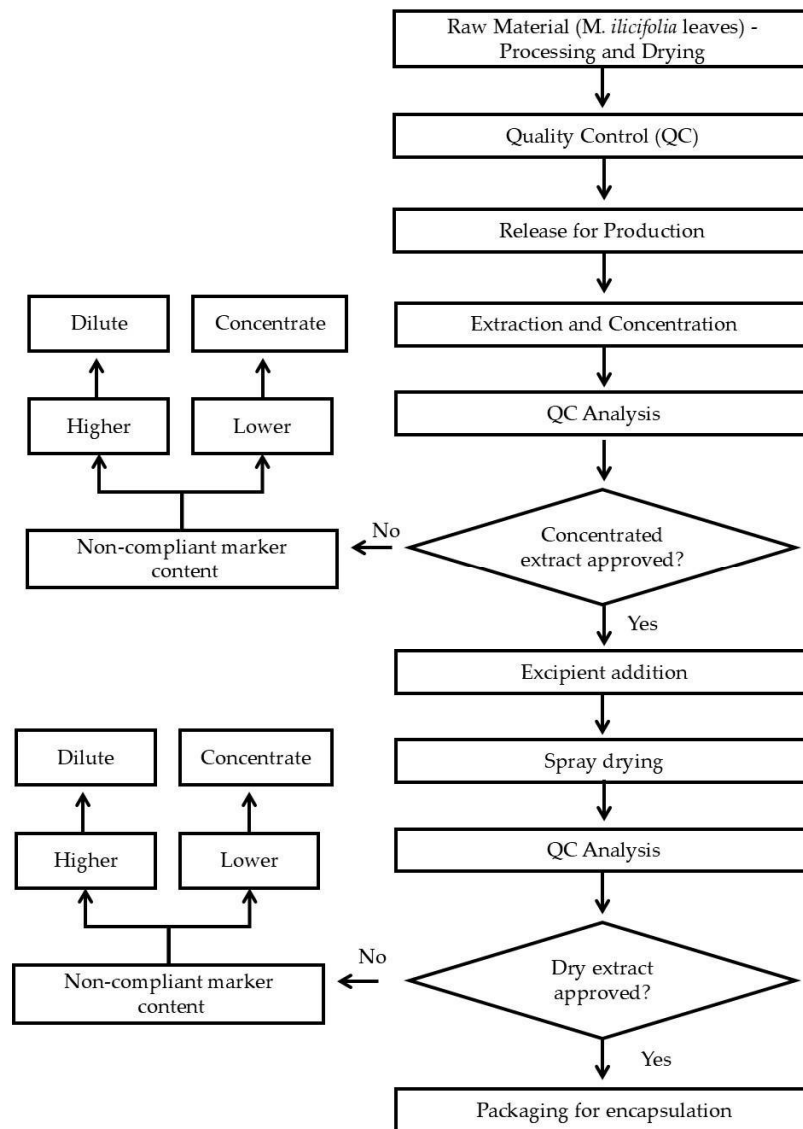 Raw Material (M. ilicifolia leaves) -
Processing and Drying
Quality Control (QC)
Release for Production
Extraction and Concentration
QC Analysis
Concentrated
extract approved?
No
Non-compliant marker
content
Higher
Lower
Dilute
Concentrate
Yes
Excipient addition
Spray drying
QC Analysis
Dry extract
approved?
No
Non-compliant marker
content
Higher
Lower
Dilute
Concentrate
Yes
Packaging for encapsulation